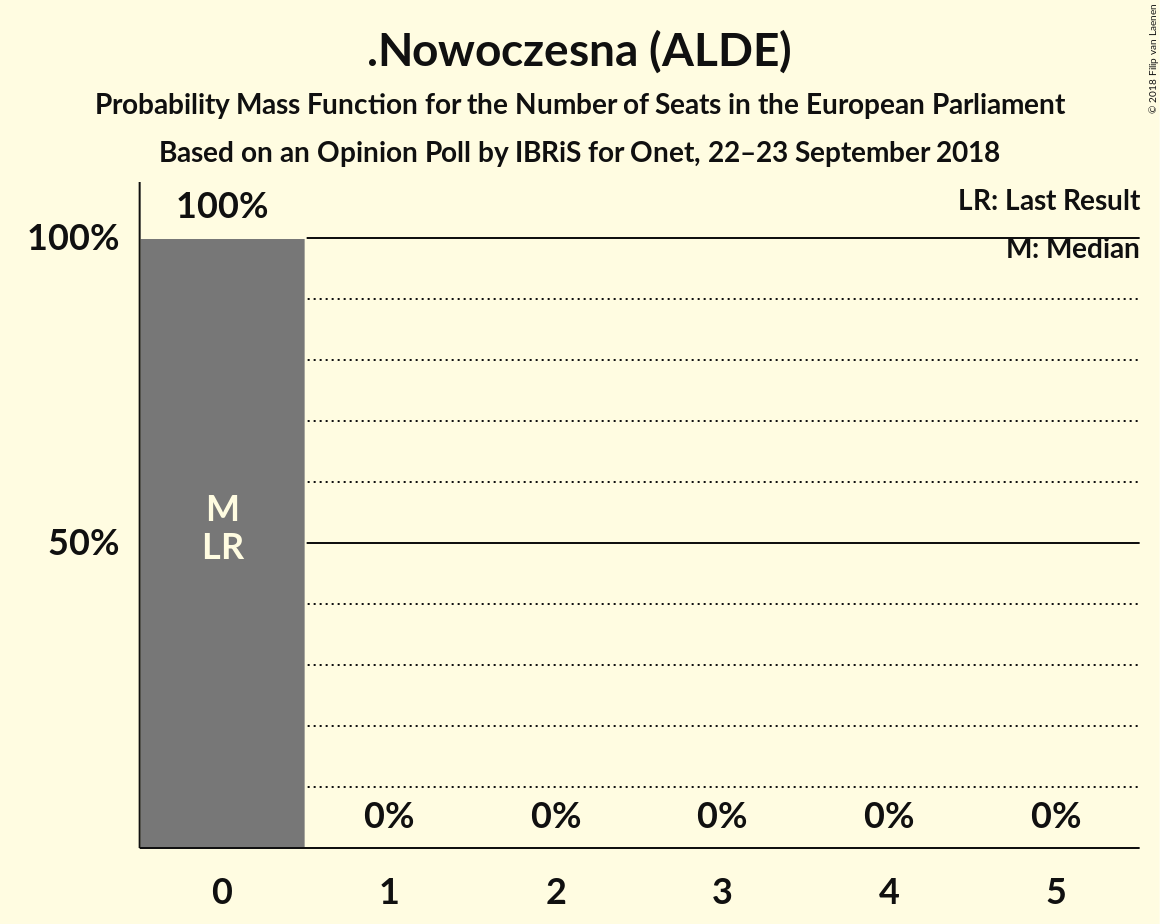 .Nowoczesna (ALDE)
Probability Mass Function for the Number of Seats in the European Parliament
Based on an Opinion Poll by IBRiS for Onet, 22–23 September 2018
© 2018 Filip van Laenen
LR: Last Result
M: Median
100%
100%
50%
M
LR
0% 0% 0% 0% 0%
0 1 2 3 4 5